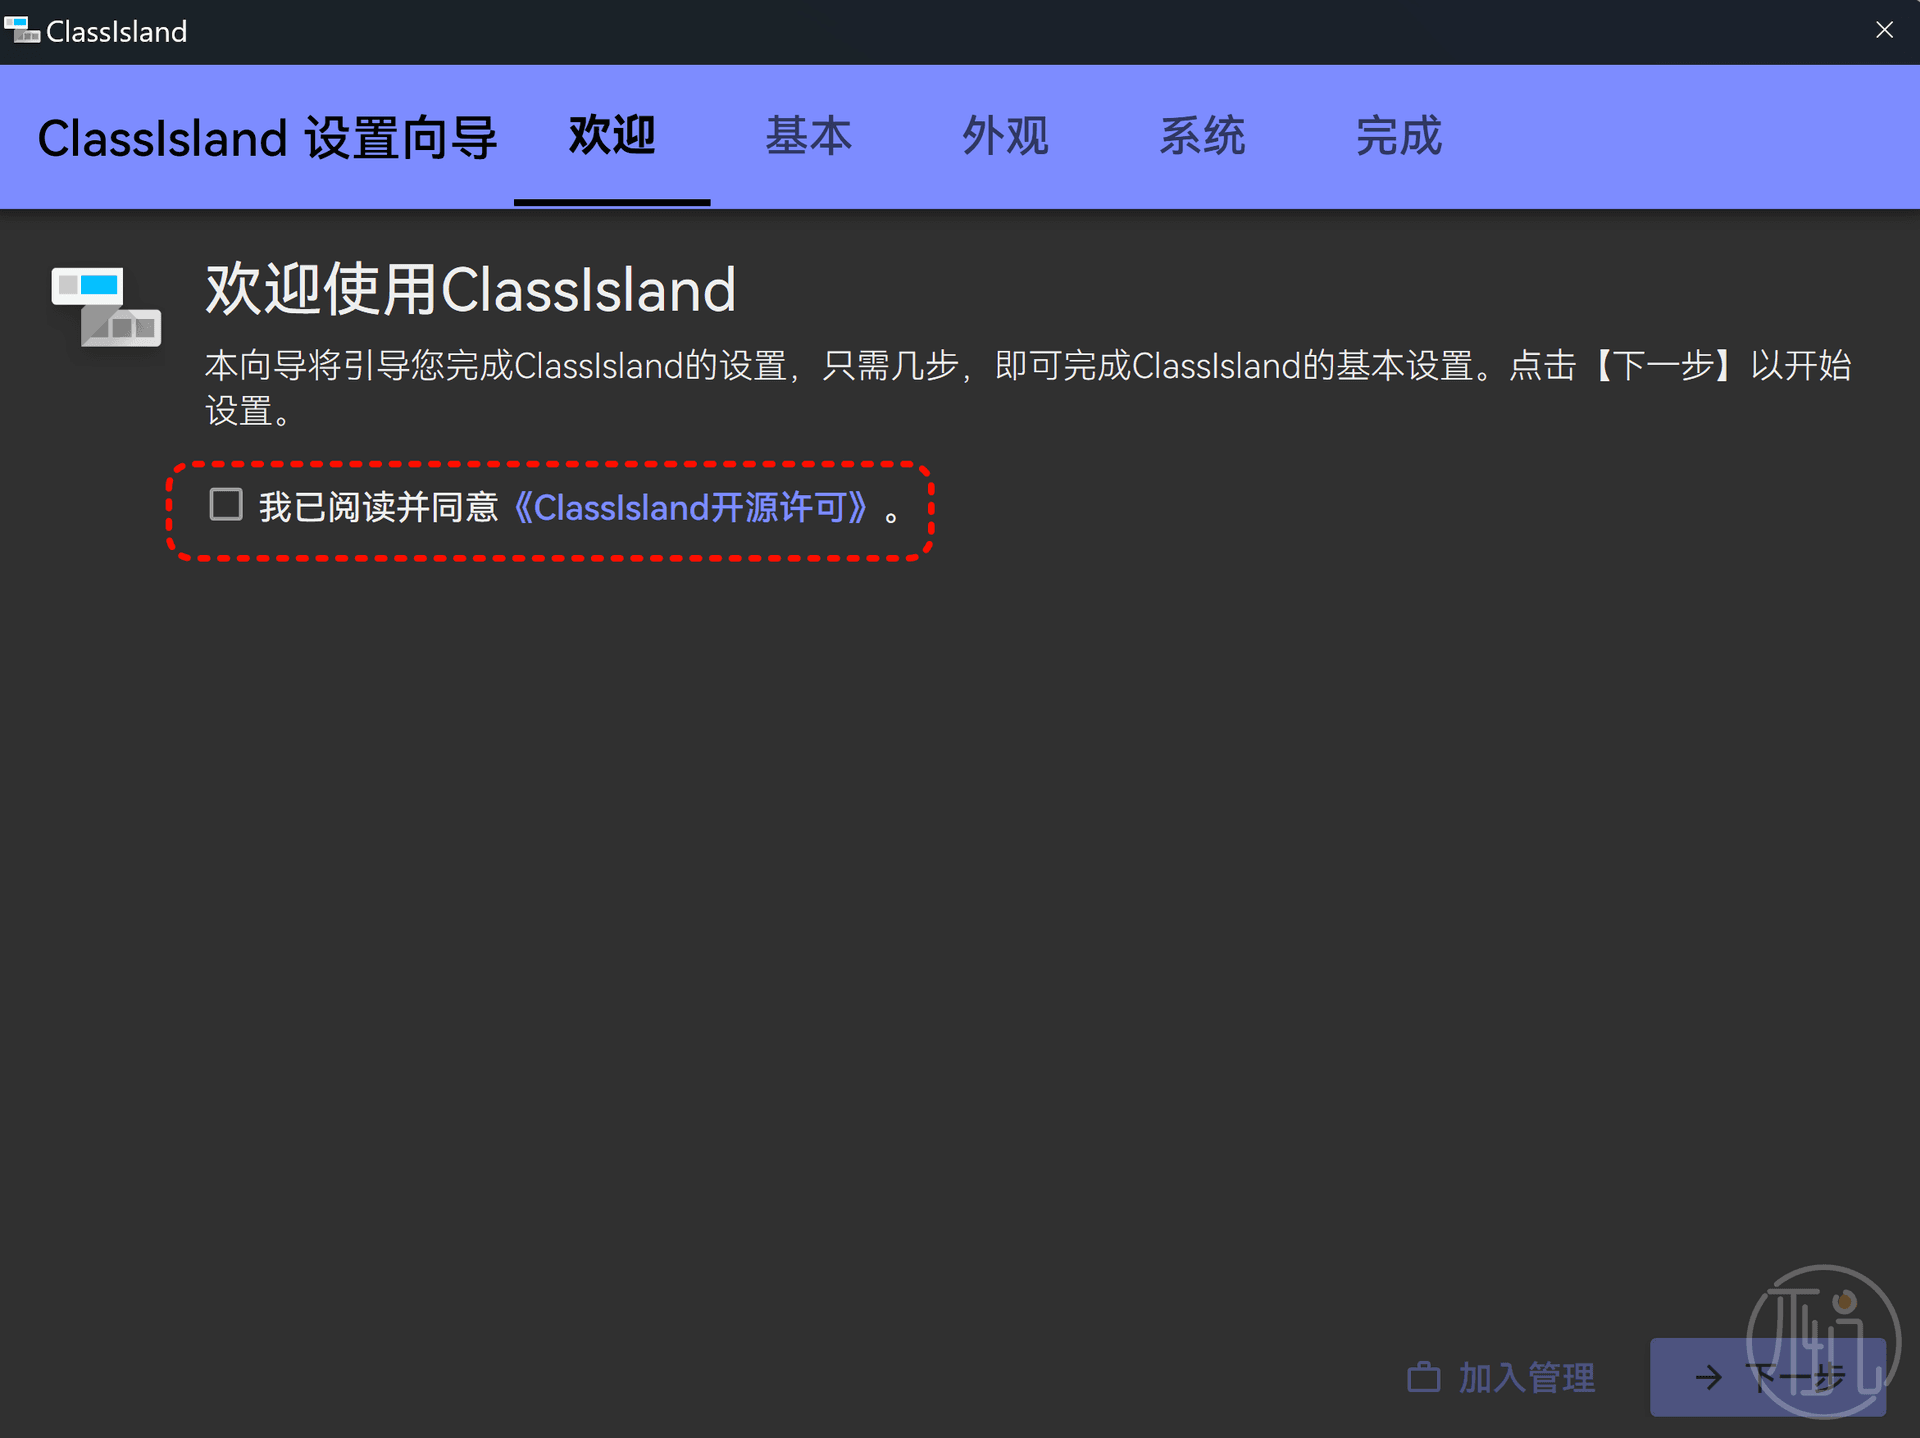 ClassIsland
ClassIsland 设置向导
欢迎
基本
外观
系统
完成
欢迎使用ClassIsland
本向导将引导您完成ClassIsland的设置，只需几步，即可完成ClassIsland的基本设置。点击【下一步】以开始
设置。
我已阅读并同意《ClassIsland开源许可》。
加入管理
下一步